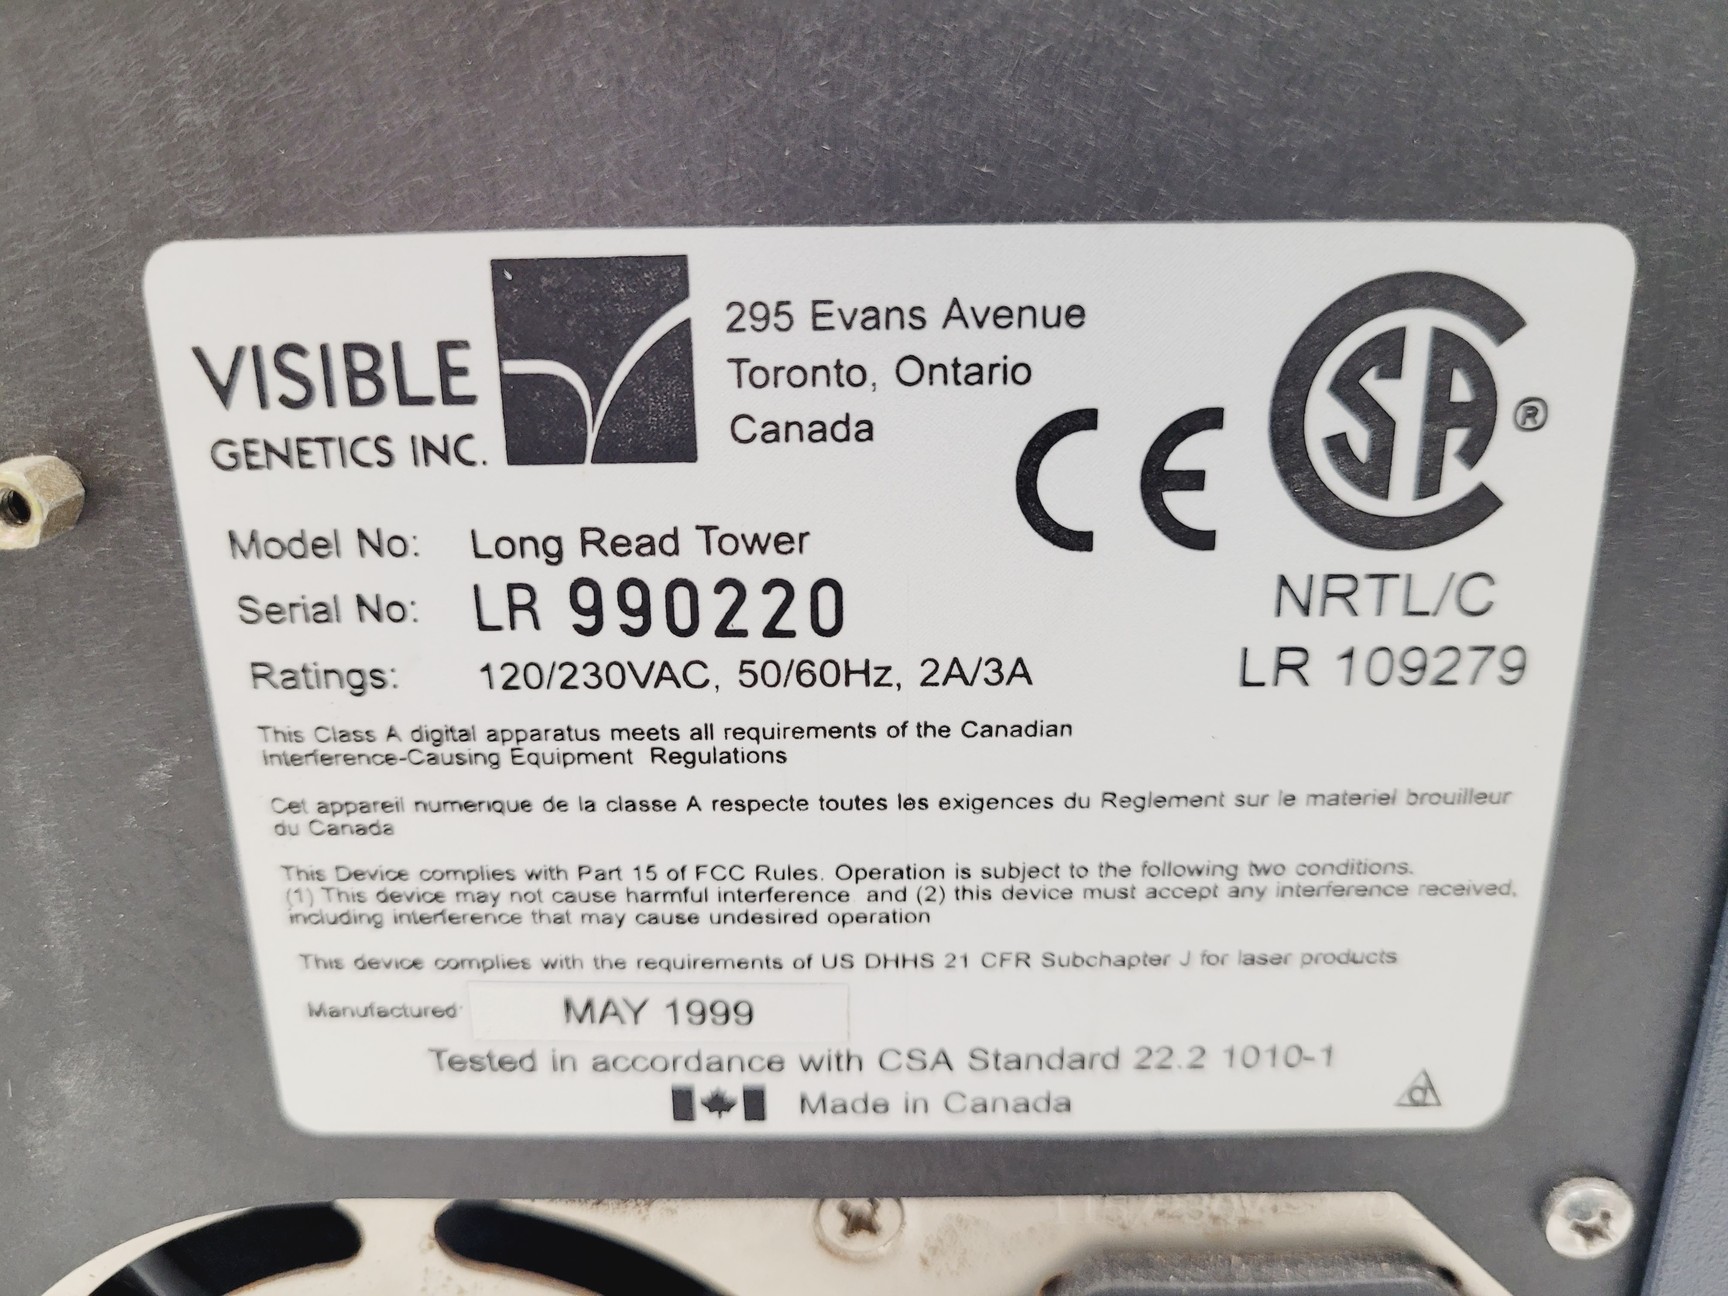 VISIBLE
GENETICS INC.
295 Evans Avenue
Toronto, Ontario
Canada
CE
CSA ®
NRTL/C
LR 109279
Model No: Long Read Tower
Serial No: LR 990220
Ratings: 120/230VAC, 50/60Hz, 2A/3A
This Class A digital apparatus meets all requirements of the Canadian
Interference-Causing Equipment Regulations
Cet appareil numerique de la classe A respecte toutes les exigences du Reglement sur le materiel brouilleur
du Canada
This Device complies with Part 15 of FCC Rules. Operation is subject to the following two conditions.
(1) This device may not cause harmful interference and (2) this device must accept any interference received,
including interference that may cause undesired operation
This device complies with the requirements of US DHHS 21 CFR Subchapter J for laser products
Manufactured: MAY 1999
Tested in accordance with CSA Standard 22.2 1010-1
Made in Canada